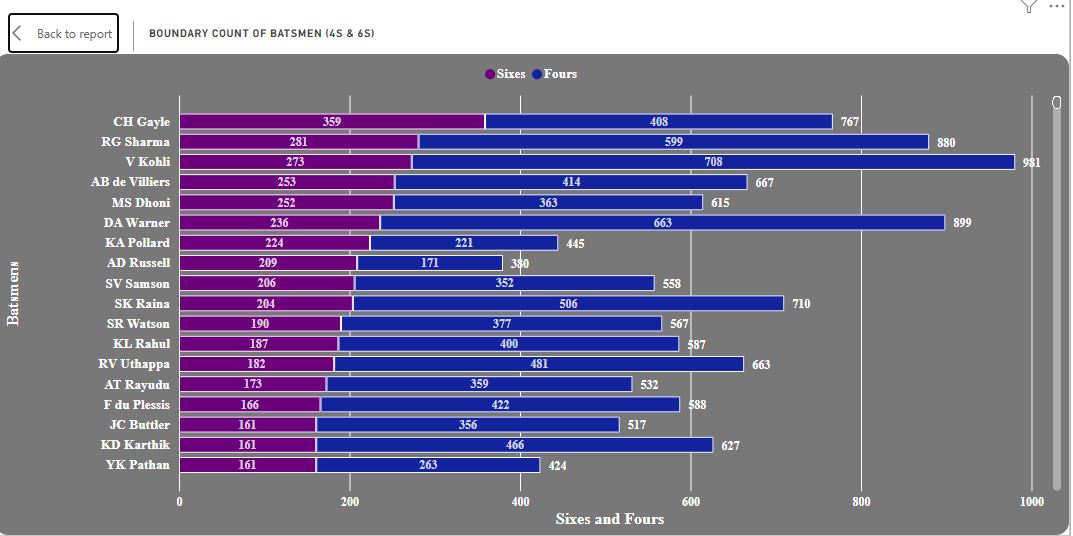 Back to report
BOUNDARY COUNT OF BATSMEN (4S & 6S)
Sixes Fours
CH Gayle 359 408 767
RG Sharma 281 599 880
V Kohli 273 708 981
AB de Villiers 253 414 667
MS Dhoni 252 363 615
DA Warner 236 663 899
KA Pollard 224 221 445
AD Russell 209 171 380
SV Samson 206 352 558
SK Raina 204 506 710
SR Watson 190 377 567
KL Rahul 187 400 587
RV Uthappa 182 481 663
AT Rayudu 173 359 532
F du Plessis 166 422 588
JC Buttler 161 356 517
KD Karthik 161 466 627
YK Pathan 161 263 424
Batsmens
0 200 400 600 800 1000
Sixes and Fours